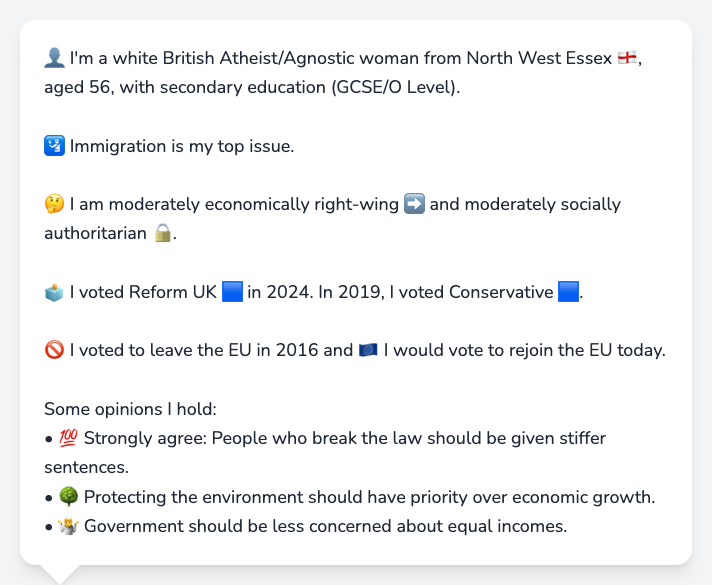 👤 I'm a white British Atheist/Agnostic woman from North West Essex 🏴󠁧󠁢󠁥󠁮󠁧󠁿,
aged 56, with secondary education (GCSE/O Level).
🛂 Immigration is my top issue.
🤔 I am moderately economically right-wing ➡️ and moderately socially
authoritarian 🔒.
🗳️ I voted Reform UK 🟦 in 2024. In 2019, I voted Conservative 🟦.
🚫 I voted to leave the EU in 2016 and 🇪🇺 I would vote to rejoin the EU today.
Some opinions I hold:
• 💯 Strongly agree: People who break the law should be given stiffer
sentences.
• 🌳 Protecting the environment should have priority over economic growth.
• 🤷 Government should be less concerned about equal incomes.